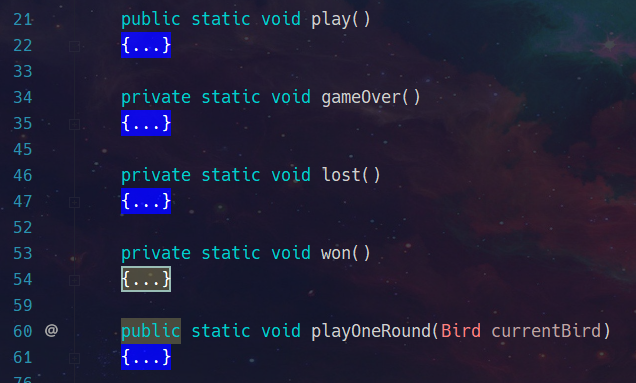 21 public static void play()
22 {...}
33
34 private static void gameOver()
35 {...}
45
46 private static void lost()
47 {...}
52
53 private static void won()
54 {...}
59
60 @ public static void playOneRound(Bird currentBird)
61 {...}
76